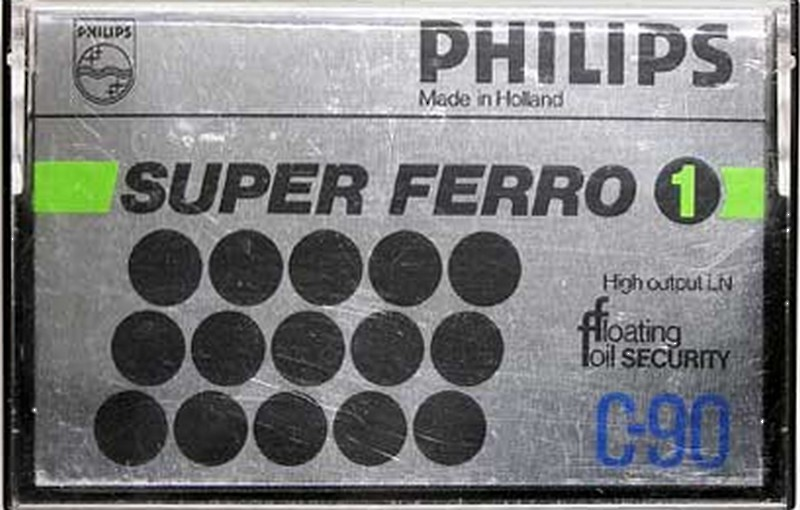 PHILIPS
PHILIPS
Made in Holland
SUPER FERRO 1
High output LN
floating
foil SECURITY
C-90